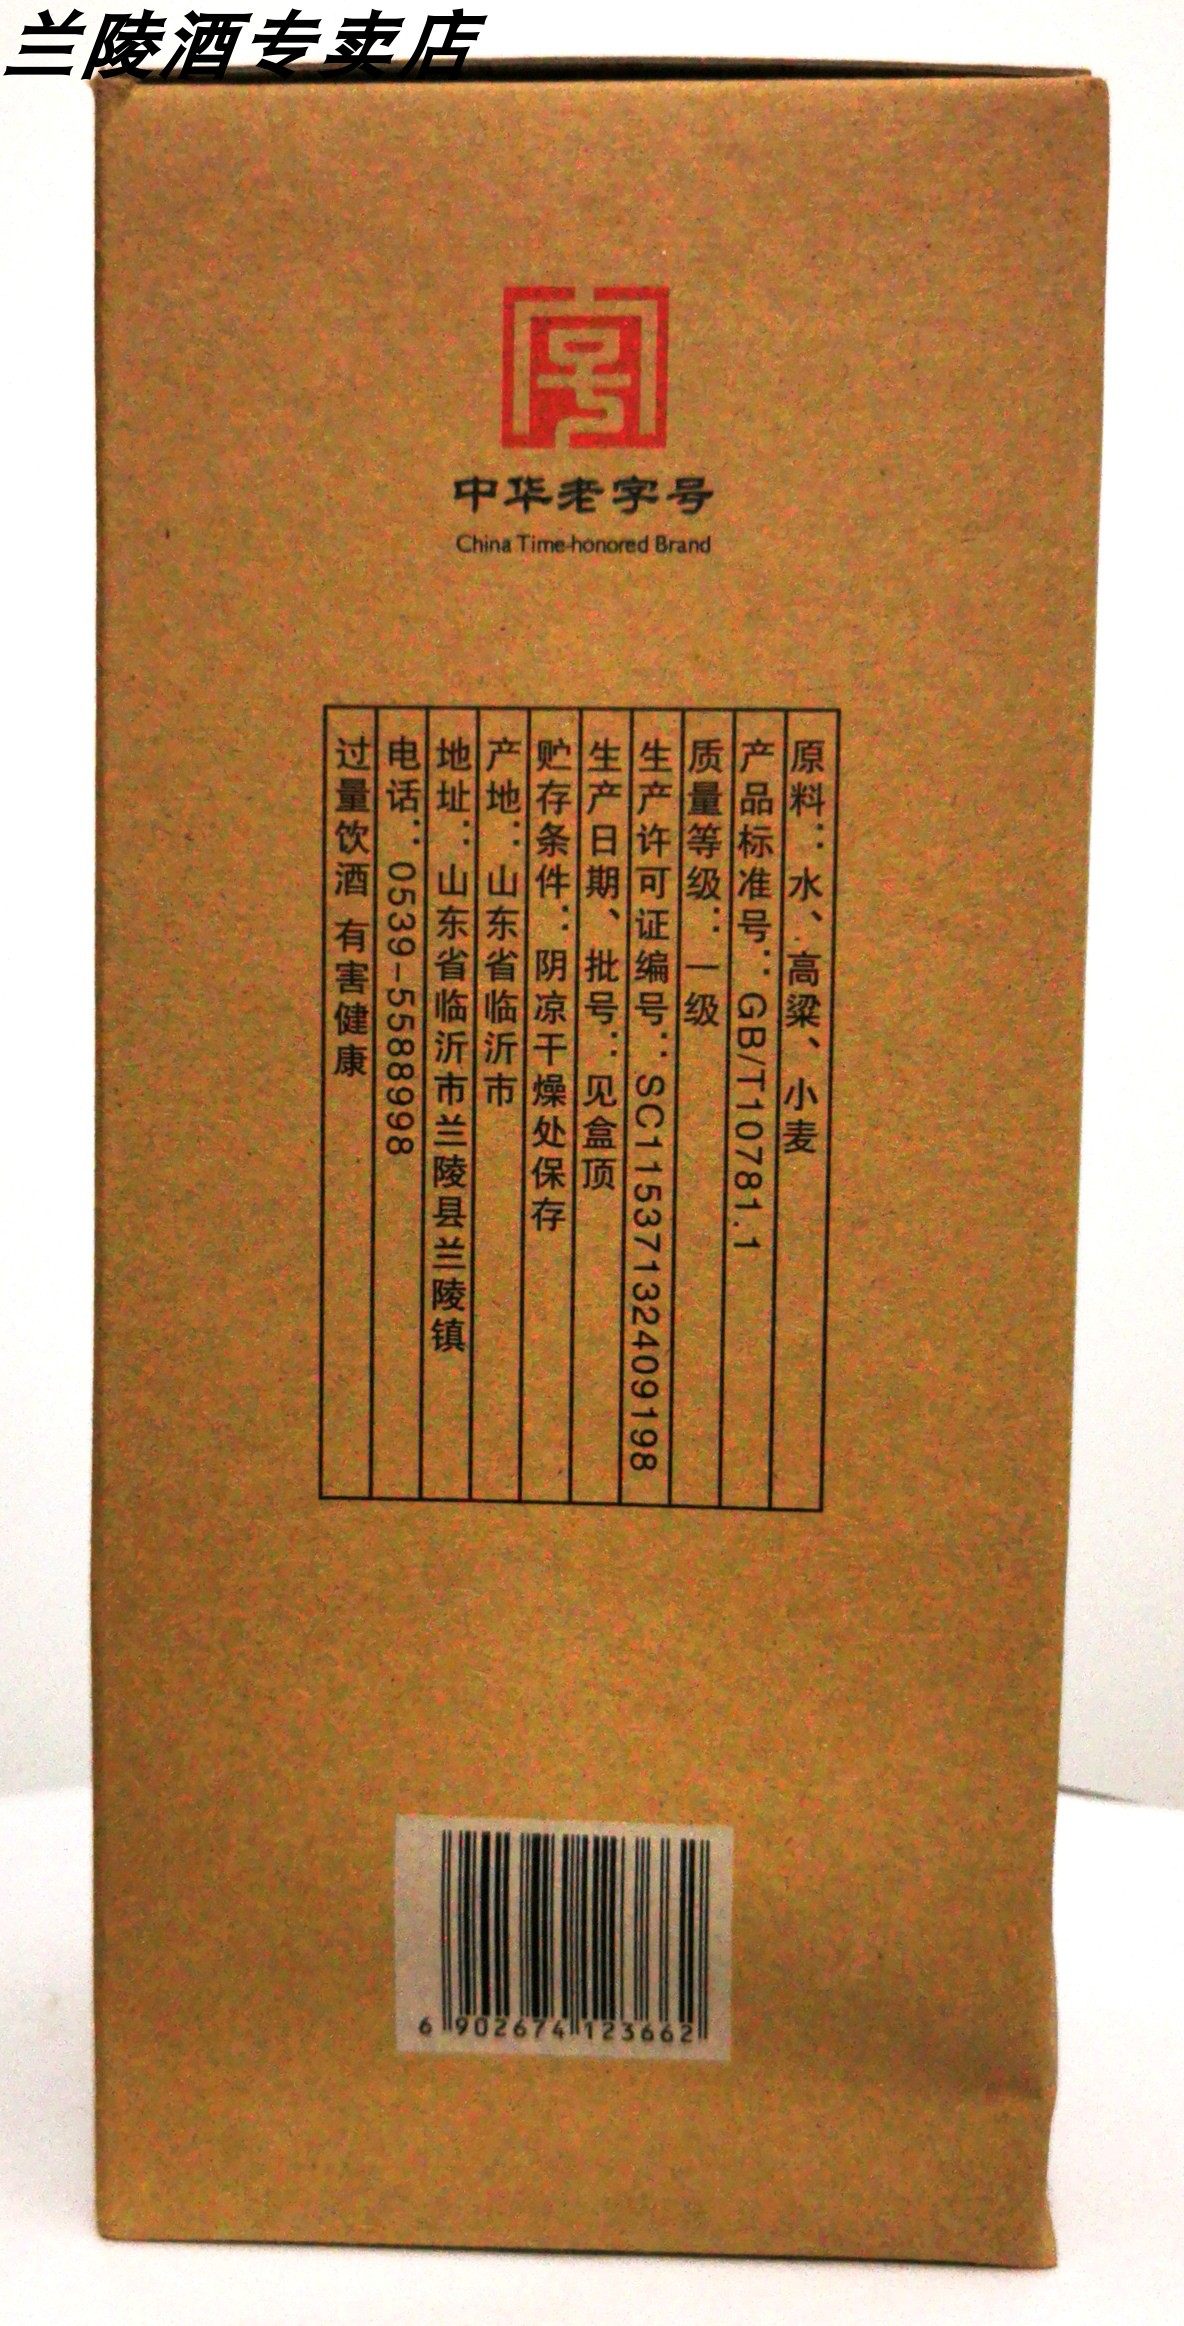 兰陵酒专卖店
中华老字号
China Time-honored Brand
原料：水、高粱、小麦
产品标准号：GB/T10781.1
质量等级：一级
生产许可证编号：SC11537132409198
生产日期、批号：见盒顶
贮存条件：阴凉干燥处保存
产地：山东省临沂市
地址：山东省临沂市兰陵县兰陵镇
电话：0539-5588998
过量饮酒 有害健康
6 902674 123662